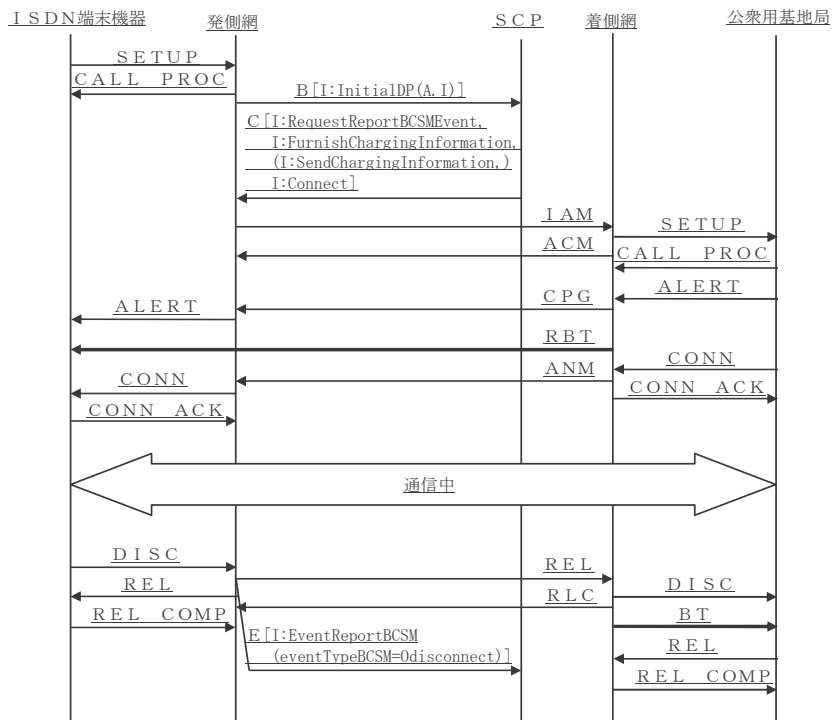 ISDN端末機器
発側網
SCP
着側網
公衆用基地局
SETUP
CALL PROC
B[I:InitialDP(A.I)]
C[I:RequestReportBCSMEvent,
I:FurnishChargingInformation,
(I:SendChargingInformation,)
I:Connect]
IAM
SETUP
ACM
CALL PROC
ALERT
CPG
ALERT
RBT
CONN
ANM
CONN
CONN ACK
CONN ACK
通信中
DISC
REL
REL
DISC
RLC
REL COMP
BT
E[I:EventReportBCSM
(eventTypeBCSM=Odisconnect)]
REL
REL COMP